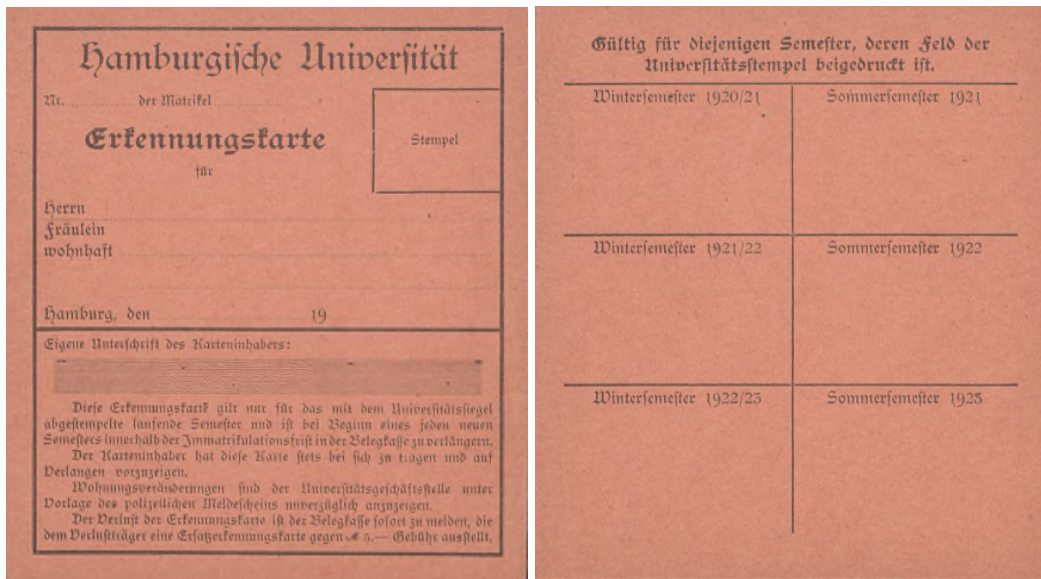 Hamburgische Universität
Nr. der Matrikel
Erkennungskarte
Stempel
für
Herrn
Fräulein
wohnhaft
Hamburg, den 19
Eigene Unterschrift des Karteninhabers:
Diese Erkennungskarte gilt nur für das mit dem Universitätssiegel
abgestempelte laufende Semester und ist bei Beginn eines jeden neuen
Semesters innerhalb der Immatrikulationsfrist in der Belegkasse zu verlängern.
Der Karteninhaber hat diese Karte stets bei sich zu tragen und auf
Verlangen vorzuzeigen.
Wohnungsveränderungen sind der Universitätsgeschäftsstelle unter
Vorlage des polizeilichen Meldescheins unverzüglich anzuzeigen.
Der Verlust der Erkennungskarte ist der Belegkasse sofort zu melden, die
dem Verlustträger eine Ersatzerkennungskarte gegen ℳ 5.— Gebühr ausstellt.
Gültig für diejenigen Semester, deren Feld der
Universitätsstempel beigedruckt ist.
Wintersemester 1920/21
Sommersemester 1921
Wintersemester 1921/22
Sommersemester 1922
Wintersemester 1922/23
Sommersemester 1923